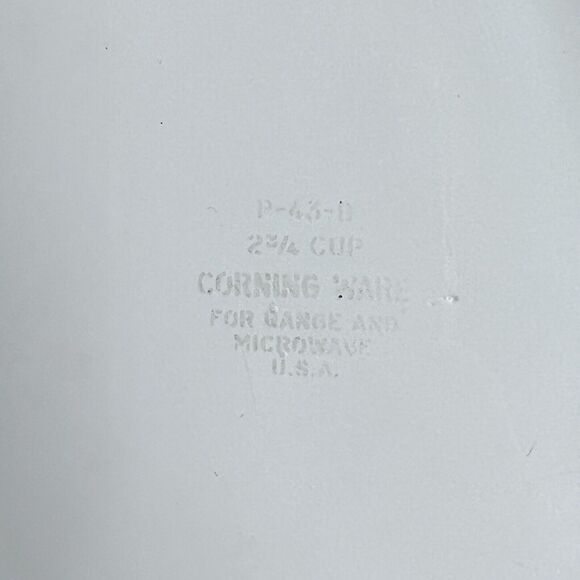 P-43-B
2¾ CUP
CORNING WARE
FOR RANGE AND
MICROWAVE
U.S.A.